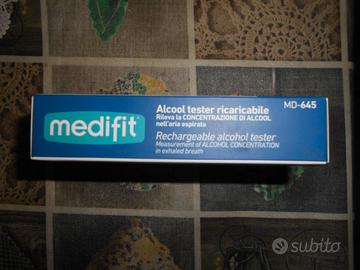 medifit
Alcool tester ricaricabile
MD-645
Rileva la CONCENTRAZIONE DI ALCOOL
nell'aria espirata
Rechargeable alcohol tester
Measurement of ALCOHOL CONCENTRATION
in exhaled breath
subito